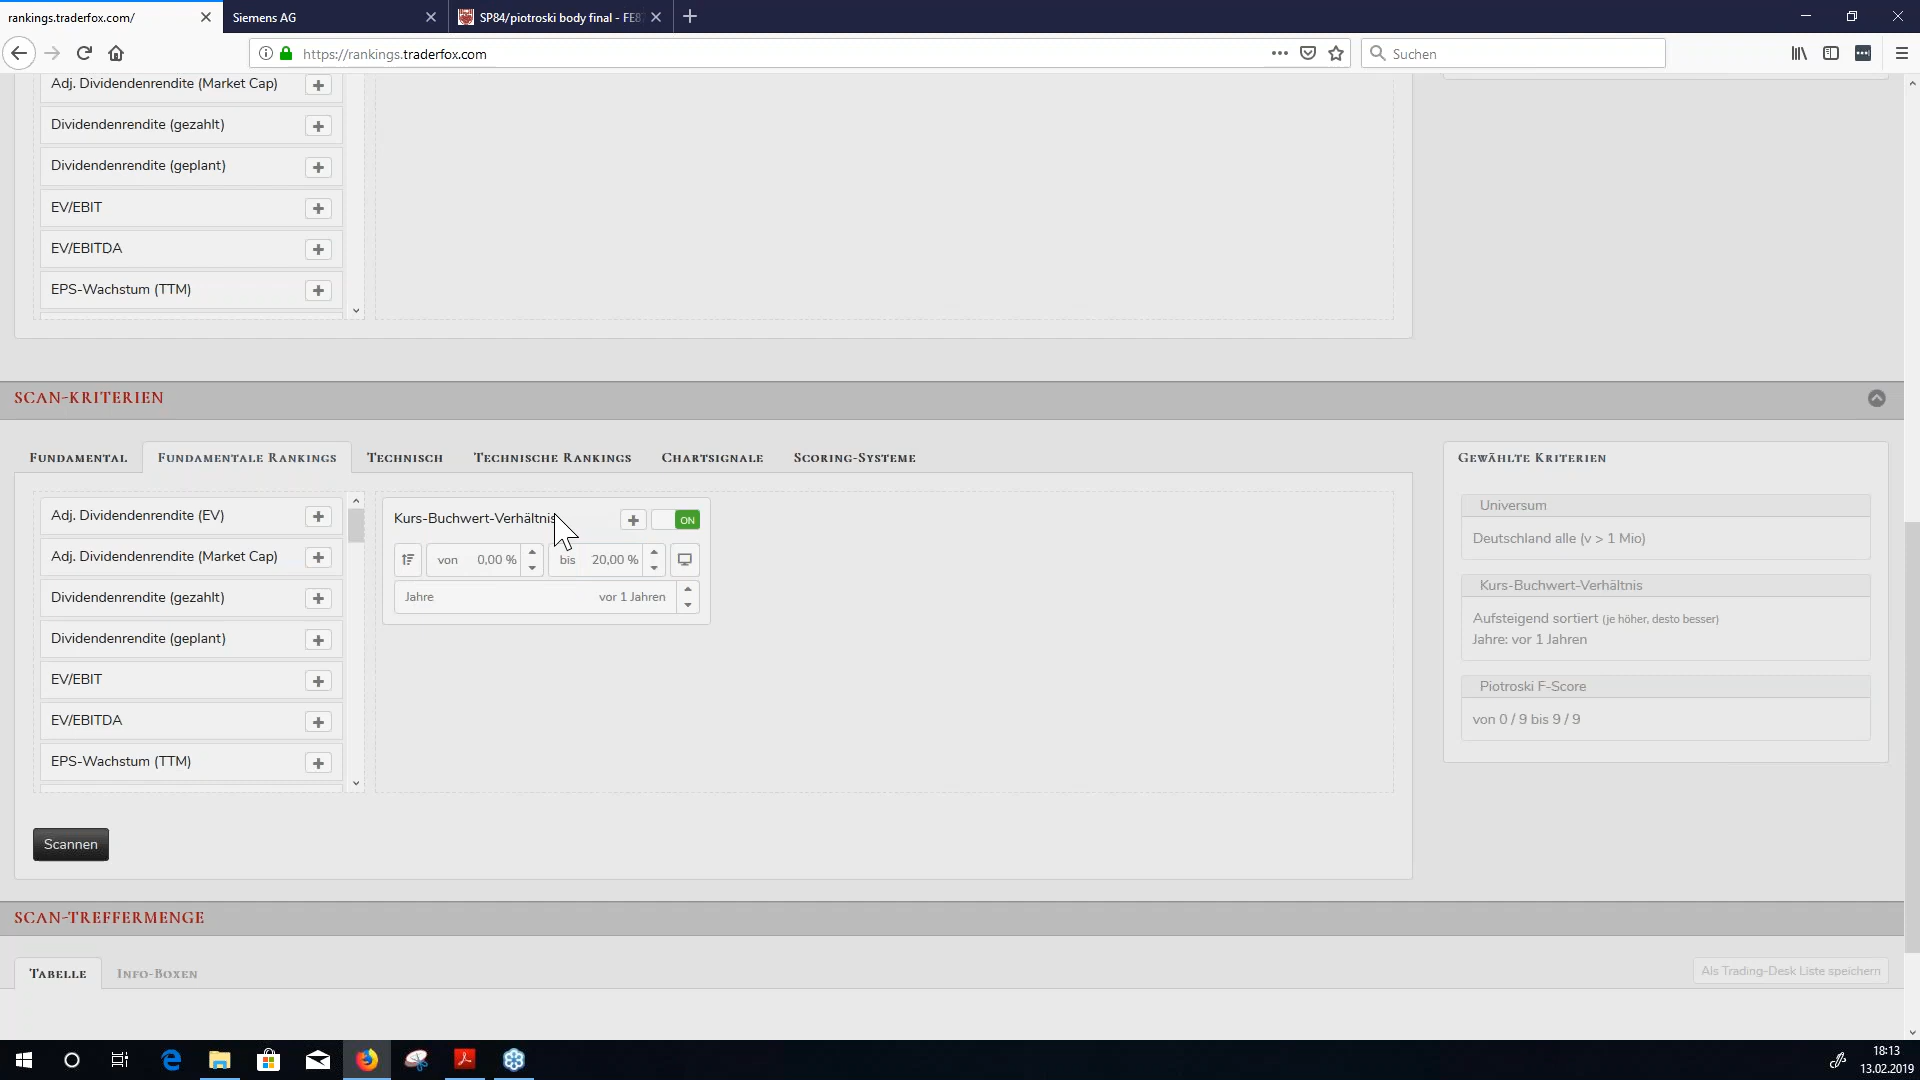 rankings.traderfox.com/
Siemens AG
SP84/piotroski body final - FE8
https://rankings.traderfox.com
Suchen
Adj. Dividendenrendite (Market Cap)
Dividendenrendite (gezahlt)
Dividendenrendite (geplant)
EV/EBIT
EV/EBITDA
EPS-Wachstum (TTM)
SCAN-KRITERIEN
FUNDAMENTAL
FUNDAMENTALE RANKINGS
TECHNISCH
TECHNISCHE RANKINGS
CHARTSIGNALE
SCORING-SYSTEME
Adj. Dividendenrendite (EV)
Adj. Dividendenrendite (Market Cap)
Dividendenrendite (gezahlt)
Dividendenrendite (geplant)
EV/EBIT
EV/EBITDA
EPS-Wachstum (TTM)
Kurs-Buchwert-Verhältnis
ON
von 0,00 %
bis 20,00 %
Jahre vor 1 Jahren
GEWÄHLTE KRITERIEN
Universum
Deutschland alle (v > 1 Mio)
Kurs-Buchwert-Verhältnis
Aufsteigend sortiert (je höher, desto besser)
Jahre: vor 1 Jahren
Piotroski F-Score
von 0 / 9 bis 9 / 9
Scannen
SCAN-TREFFERMENGE
TABELLE
INFO-BOXEN
Als Trading-Desk Liste speichern
18:13
13.02.2019